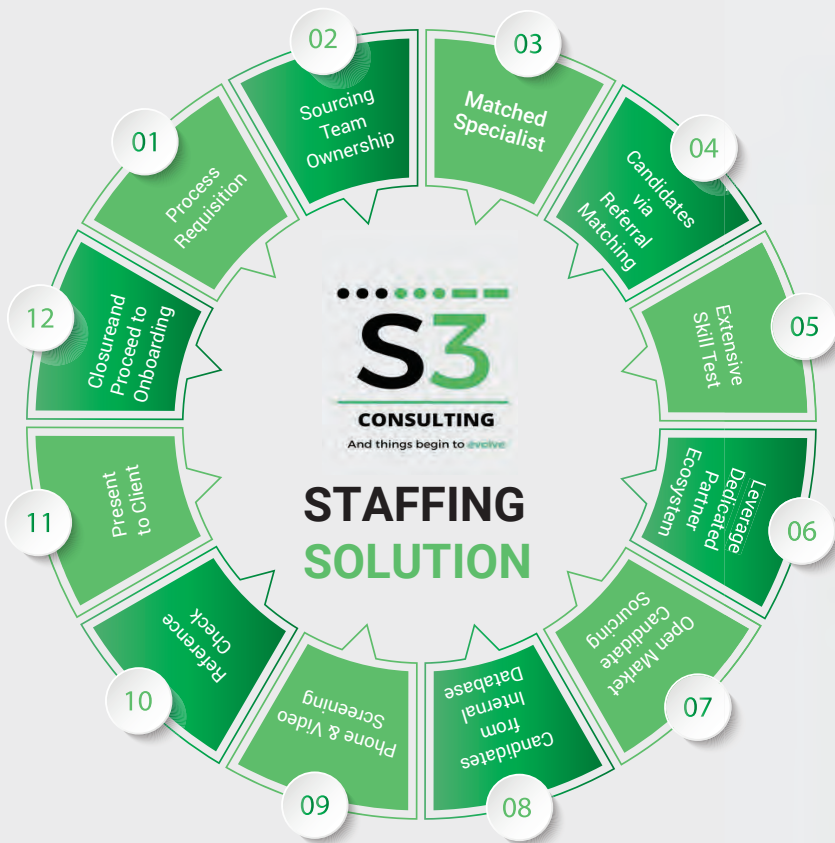 01
Process
Requisition
02
Sourcing
Team
Ownership
03
Matched
Specialist
04
Candidates
via
Referral
Matching
05
Extensive
Skill Test
06
Leverage
Dedicated
Partner
Ecosystem
07
Open Market
Candidate
Sourcing
08
Candidates
from
Internal
Database
09
Phone & Video
Screening
10
Reference
Check
11
Present
to Client
12
Closureand
Proceed to
Onboarding
S3
CONSULTING
And things begin to evolve
STAFFING
SOLUTION